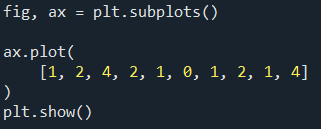 fig, ax = plt.subplots()
ax.plot(
    [1, 2, 4, 2, 1, 0, 1, 2, 1, 4]
)
plt.show()